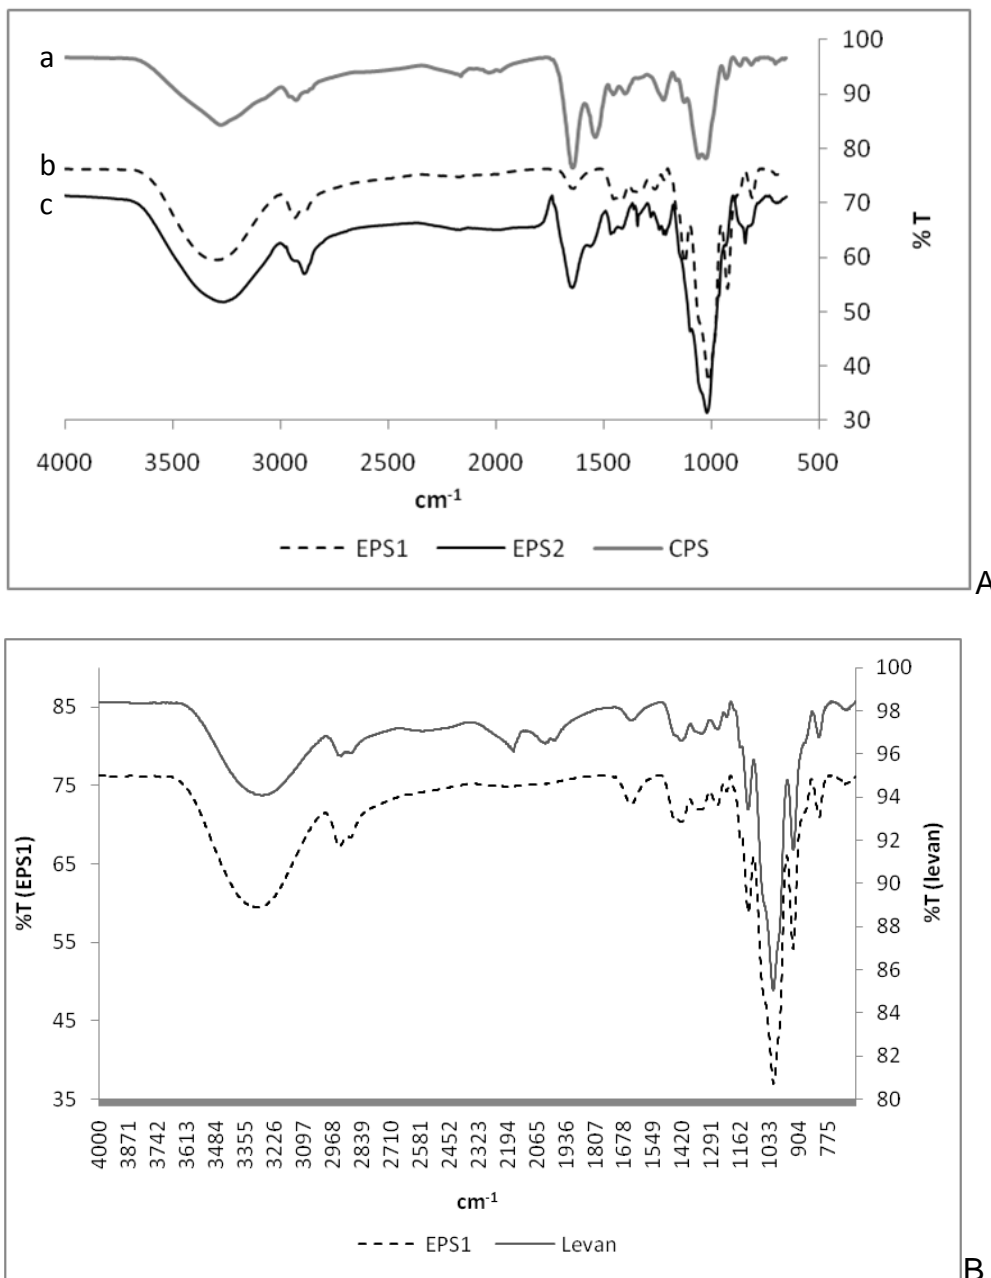 a
b
c
100
90
80
70
60
50
40
30
% T
4000 3500 3000 2500 2000 1500 1000 500
cm-1
EPS1 EPS2 CPS
A
85
75
65
55
45
35
%T (EPS1)
100
98
96
94
92
90
88
86
84
82
80
%T (levan)
4000 3871 3742 3613 3484 3355 3226 3097 2968 2839 2710 2581 2452 2323 2194 2065 1936 1807 1678 1549 1420 1291 1162 1033 904 775
cm-1
EPS1 Levan
B